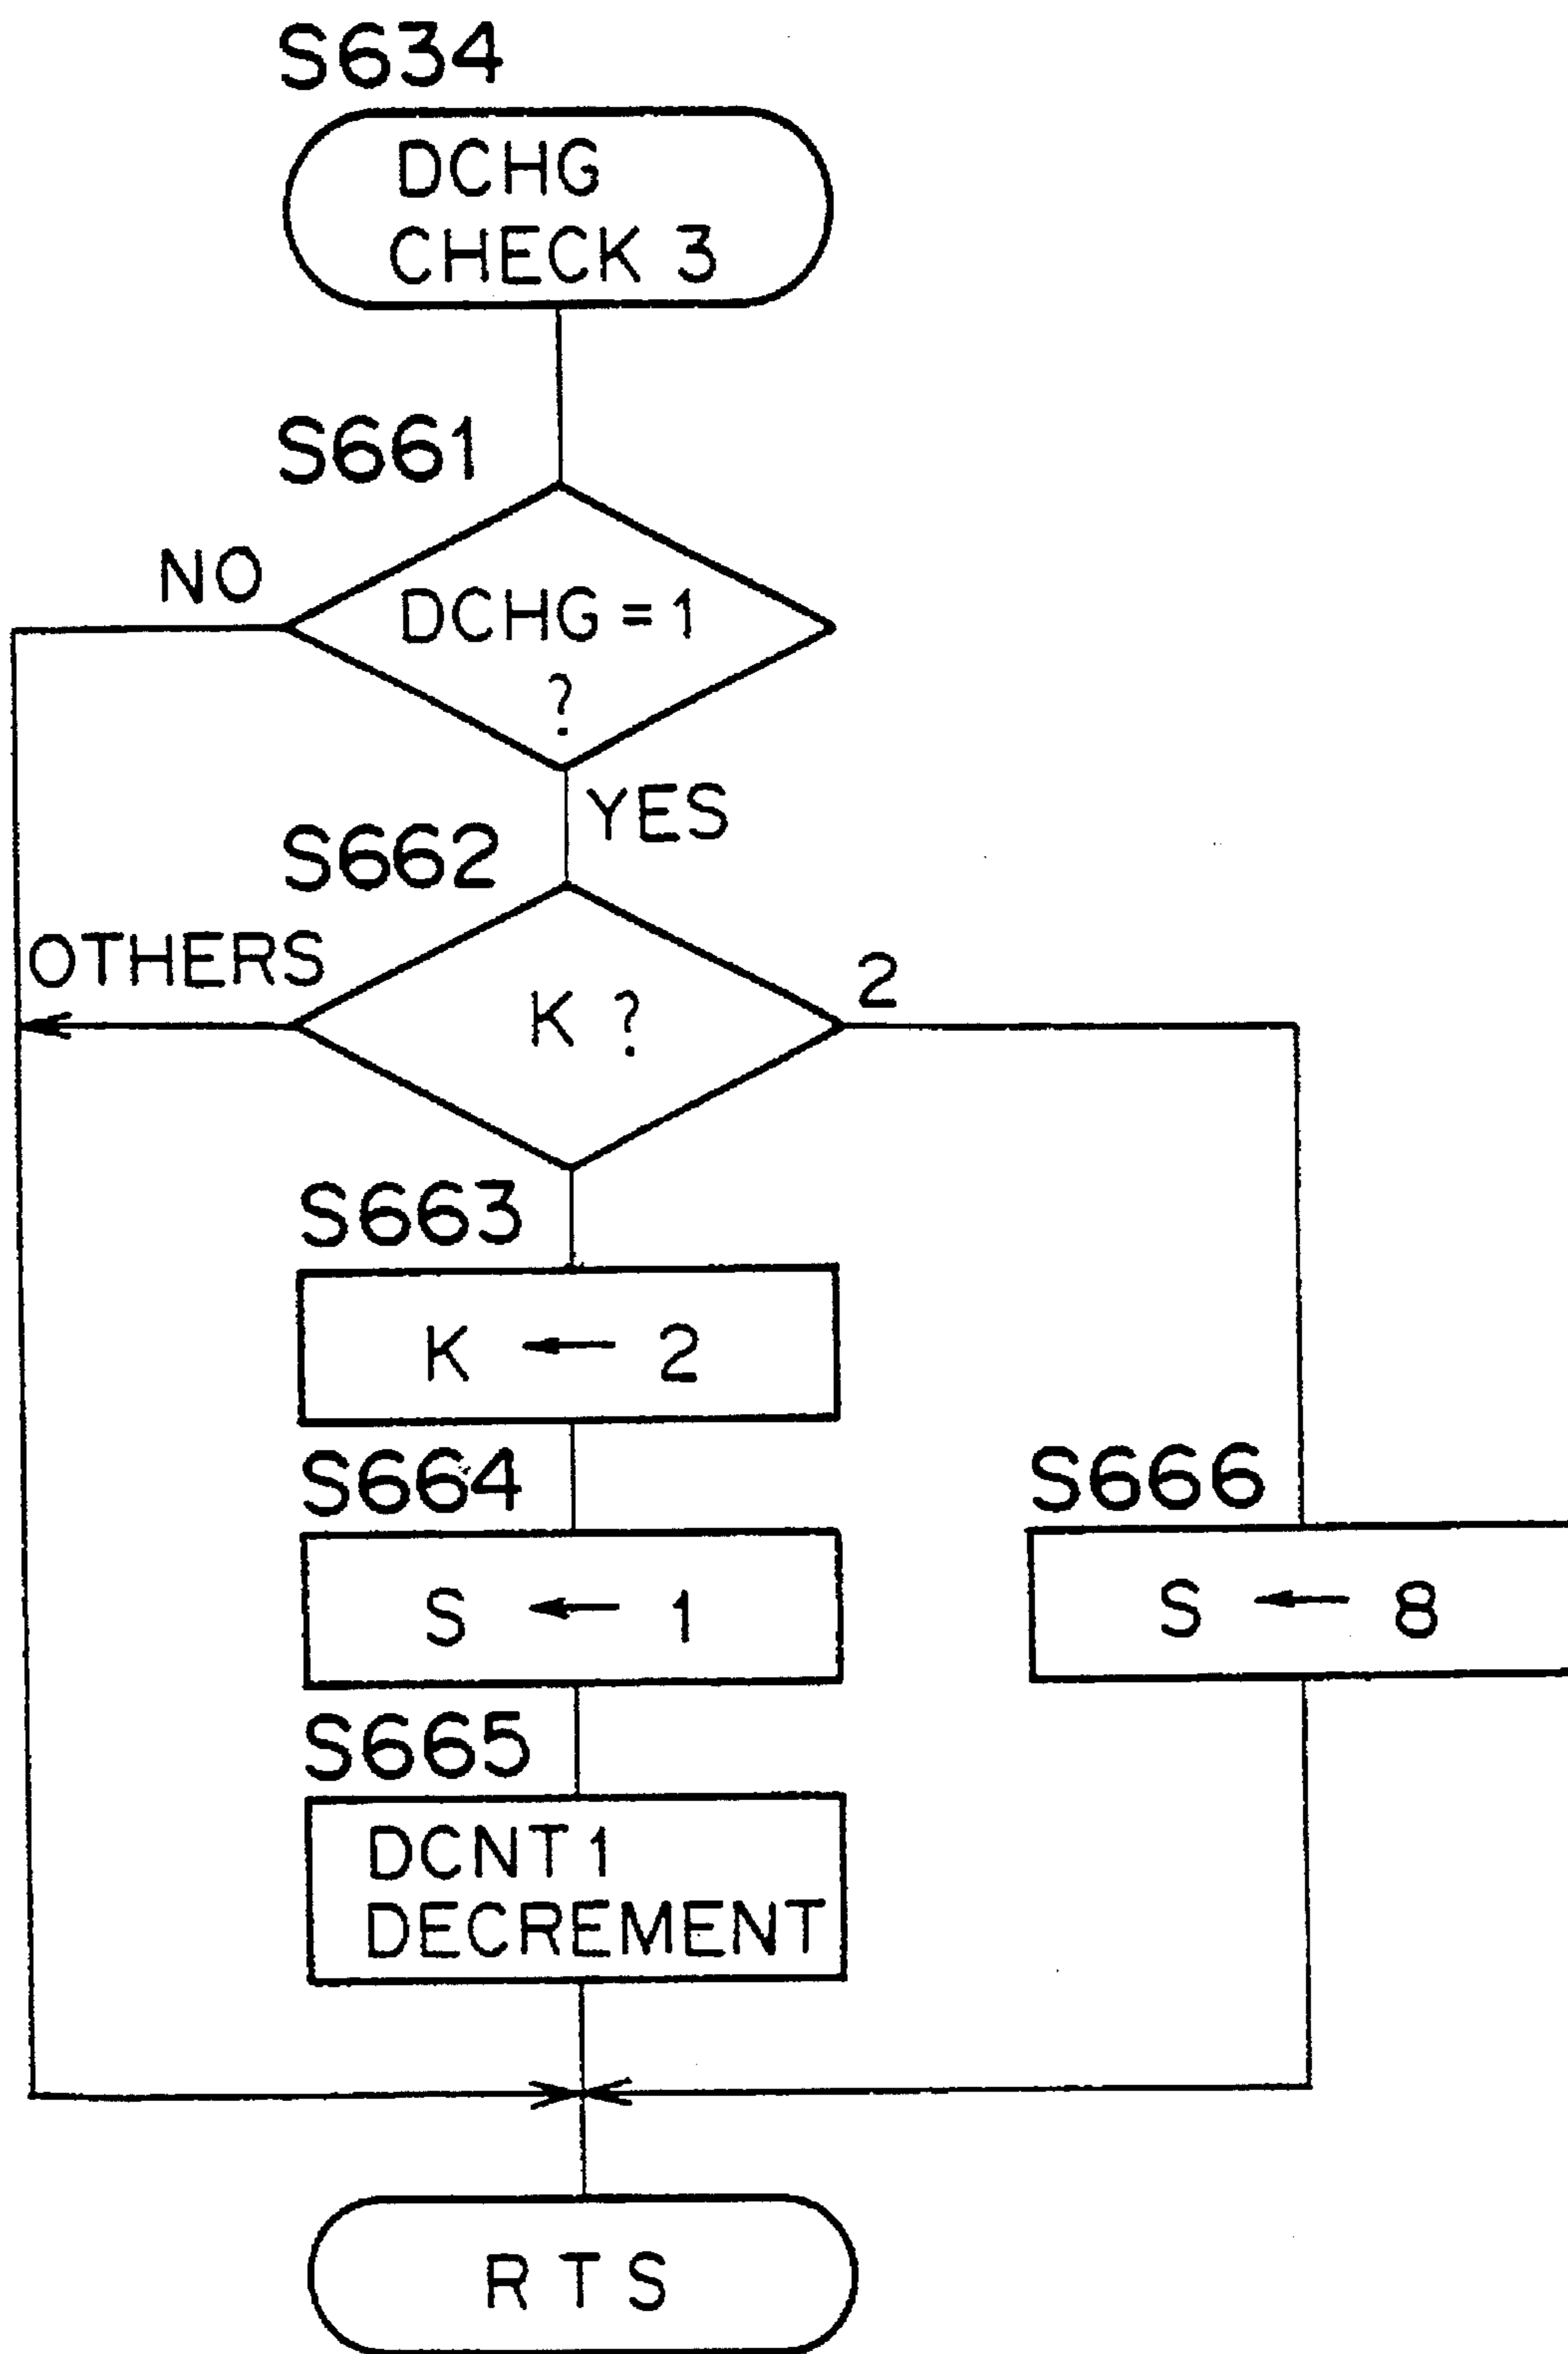 S634
DCHG
CHECK 3
S661
NO
DCHG = 1
?
YES
S662
OTHERS
K ?
2
S663
K ← 2
S664
S ← 1
S666
S ← 8
S665
DCNT 1
DECREMENT
RTS